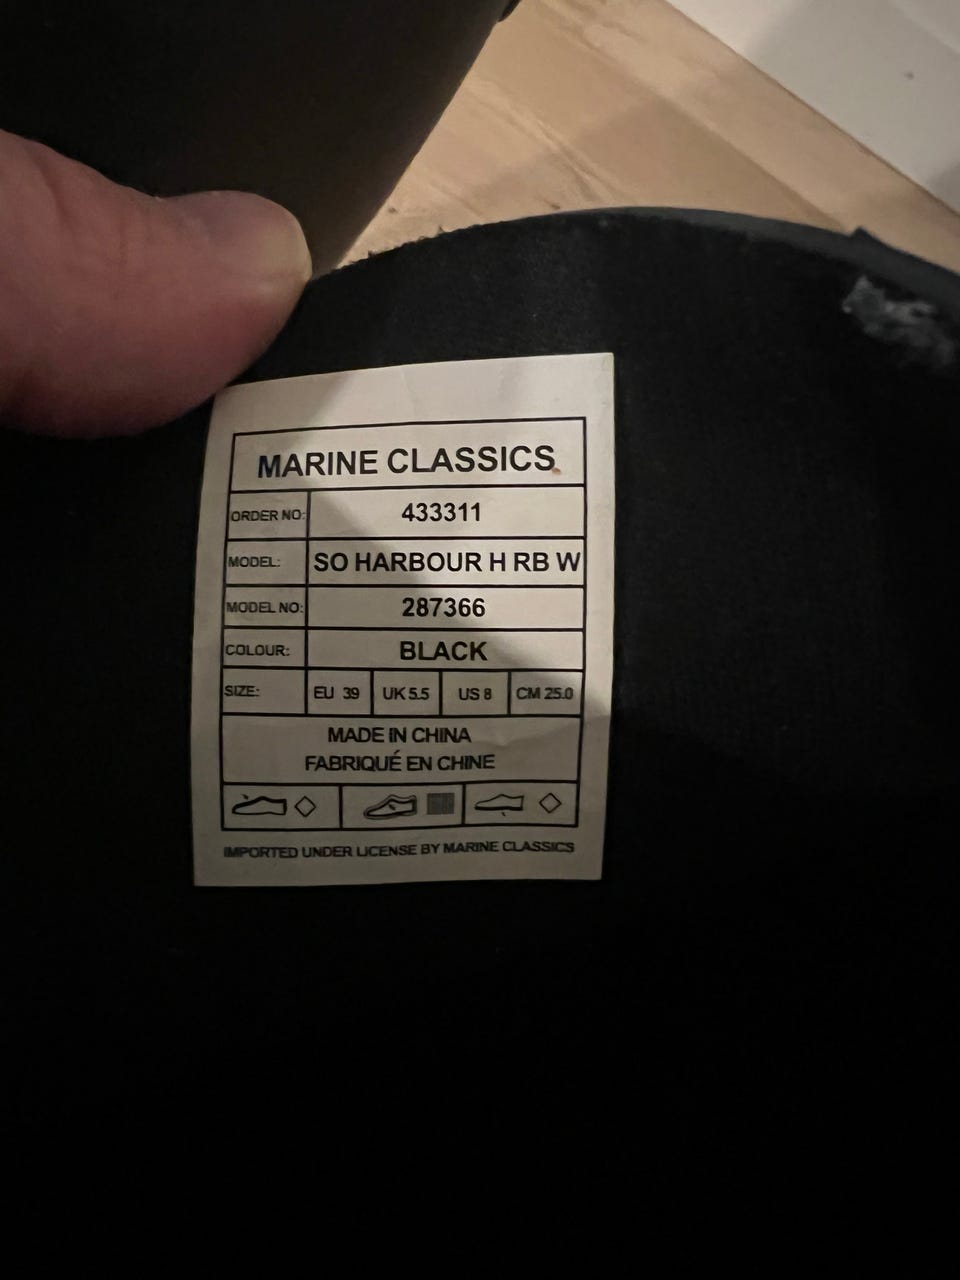 MARINE CLASSICS
ORDER NO: 433311
MODEL: SO HARBOUR H RB W
MODEL NO: 287366
COLOUR: BLACK
SIZE: EU 39 UK 5.5 US 8 CM 25.0
MADE IN CHINA
FABRIQUÉ EN CHINE
IMPORTED UNDER LICENSE BY MARINE CLASSICS